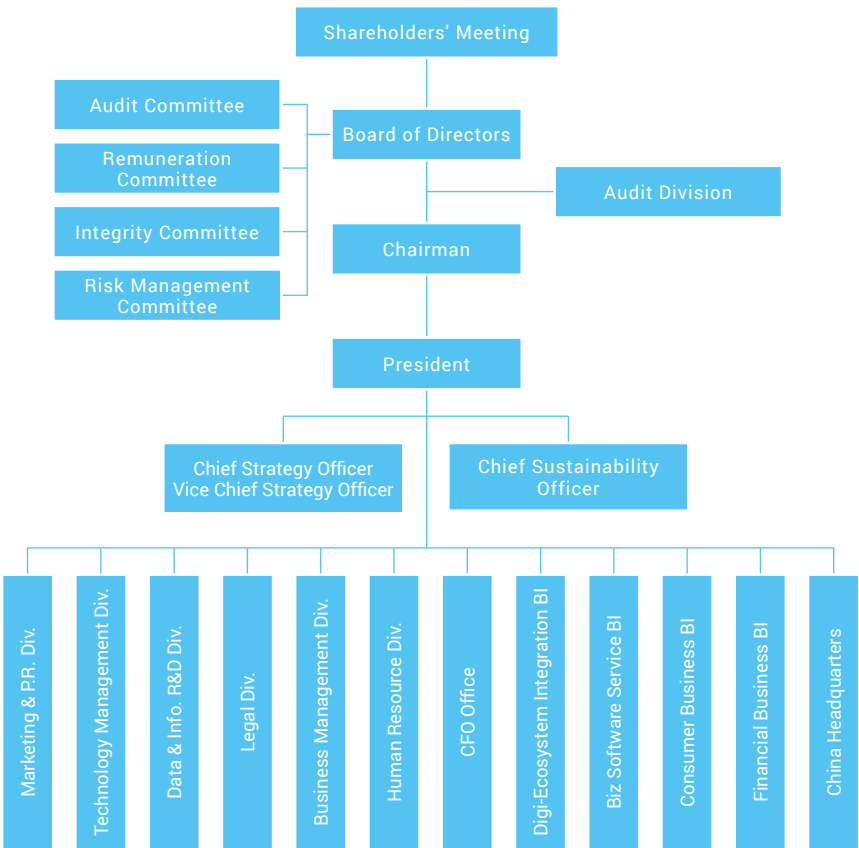 Shareholders’ Meeting
Audit Committee
Board of Directors
Remuneration
Committee
Audit Division
Integrity Committee
Chairman
Risk Management
Committee
President
Chief Strategy Officer
Vice Chief Strategy Officer
Chief Sustainability
Officer
Marketing & P.R. Div.
Technology Management Div.
Data & Info. R&D Div.
Legal Div.
Business Management Div.
Human Resource Div.
CFO Office
Digi-Ecosystem Integration BI
Biz Software Service BI
Consumer Business BI
Financial Business BI
China Headquarters